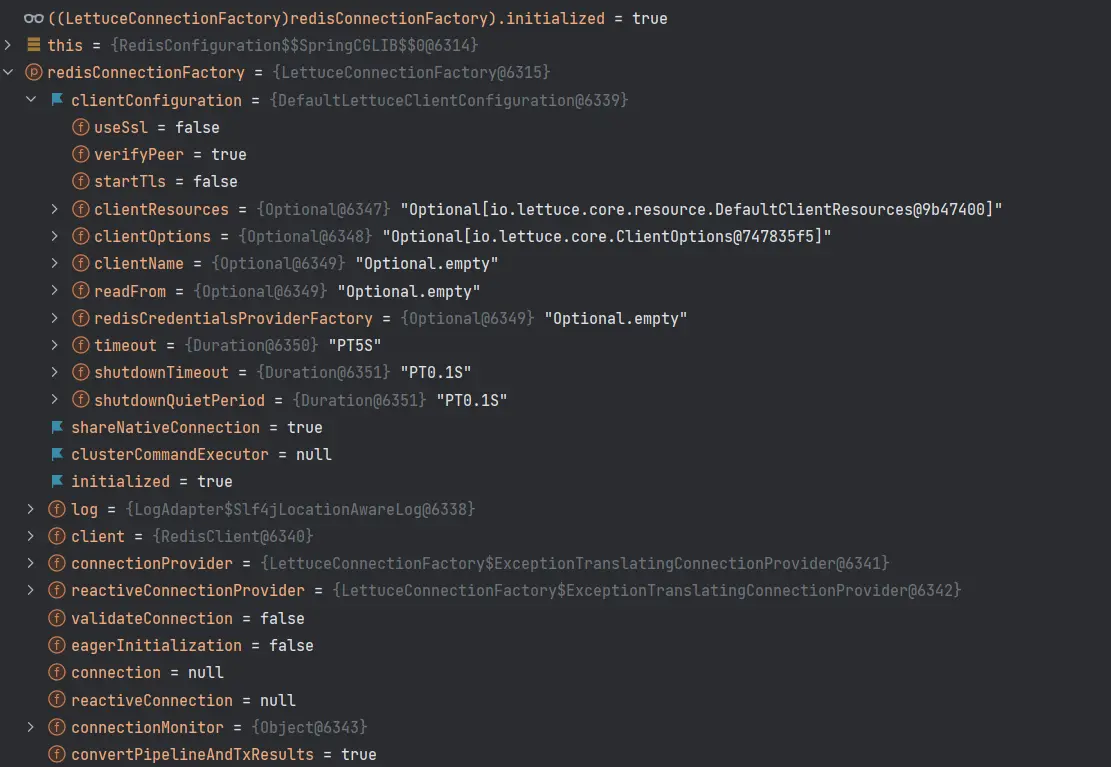 ((LettuceConnectionFactory)redisConnectionFactory).initialized = true
this = {RedisConfiguration$$SpringCGLIB$$0@6314}
redisConnectionFactory = {LettuceConnectionFactory@6315}
clientConfiguration = {DefaultLettuceClientConfiguration@6339}
useSsl = false
verifyPeer = true
startTls = false
clientResources = {Optional@6347} "Optional[io.lettuce.core.resource.DefaultClientResources@9b47400]"
clientOptions = {Optional@6348} "Optional[io.lettuce.core.ClientOptions@747835f5]"
clientName = {Optional@6349} "Optional.empty"
readFrom = {Optional@6349} "Optional.empty"
redisCredentialsProviderFactory = {Optional@6349} "Optional.empty"
timeout = {Duration@6350} "PT5S"
shutdownTimeout = {Duration@6351} "PT0.1S"
shutdownQuietPeriod = {Duration@6351} "PT0.1S"
shareNativeConnection = true
clusterCommandExecutor = null
initialized = true
log = {LogAdapter$Slf4jLocationAwareLog@6338}
client = {RedisClient@6340}
connectionProvider = {LettuceConnectionFactory$ExceptionTranslatingConnectionProvider@6341}
reactiveConnectionProvider = {LettuceConnectionFactory$ExceptionTranslatingConnectionProvider@6342}
validateConnection = false
eagerInitialization = false
connection = null
reactiveConnection = null
connectionMonitor = {Object@6343}
convertPipelineAndTxResults = true